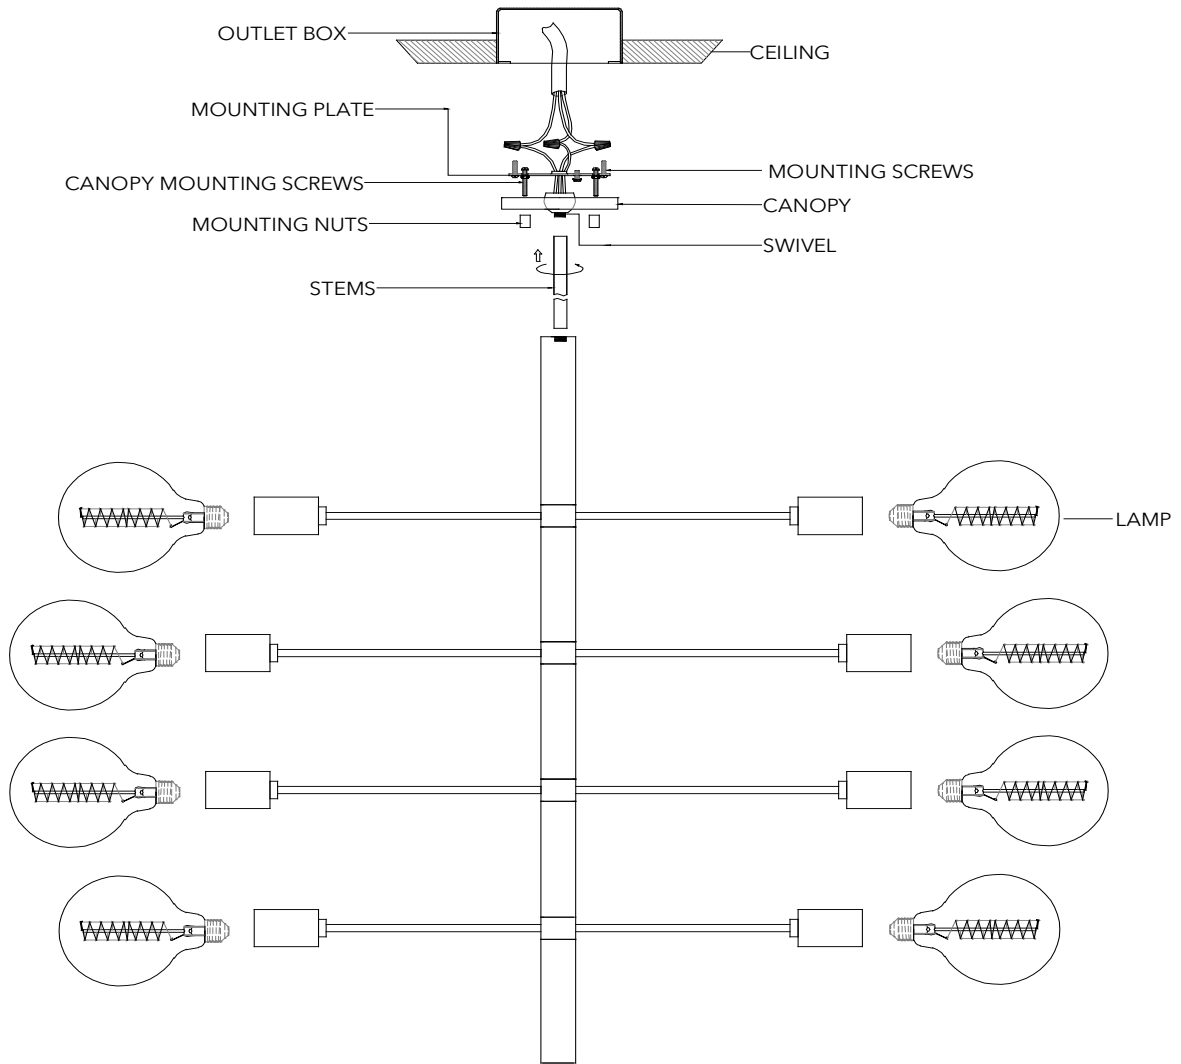 OUTLET BOX
CEILING
MOUNTING PLATE
MOUNTING SCREWS
CANOPY MOUNTING SCREWS
CANOPY
MOUNTING NUTS
SWIVEL
STEMS
LAMP